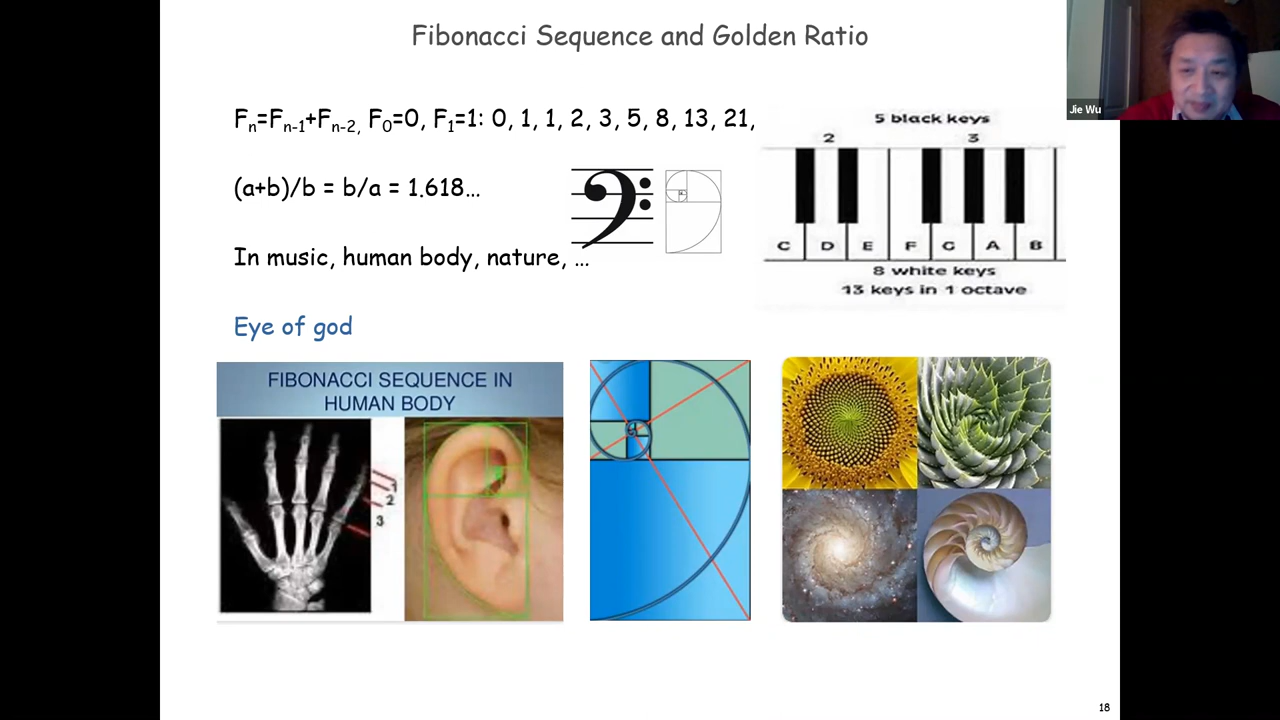 Fibonacci Sequence and Golden Ratio
Jie Wu
Fn=Fn-1+Fn-2, F0=0, F1=1: 0, 1, 1, 2, 3, 5, 8, 13, 21,
5 black keys
2 3
(a+b)/b = b/a = 1.618…
C D E F G A B
In music, human body, nature, …
8 white keys
13 keys in 1 octave
Eye of god
FIBONACCI SEQUENCE IN
HUMAN BODY
1
2
3
18